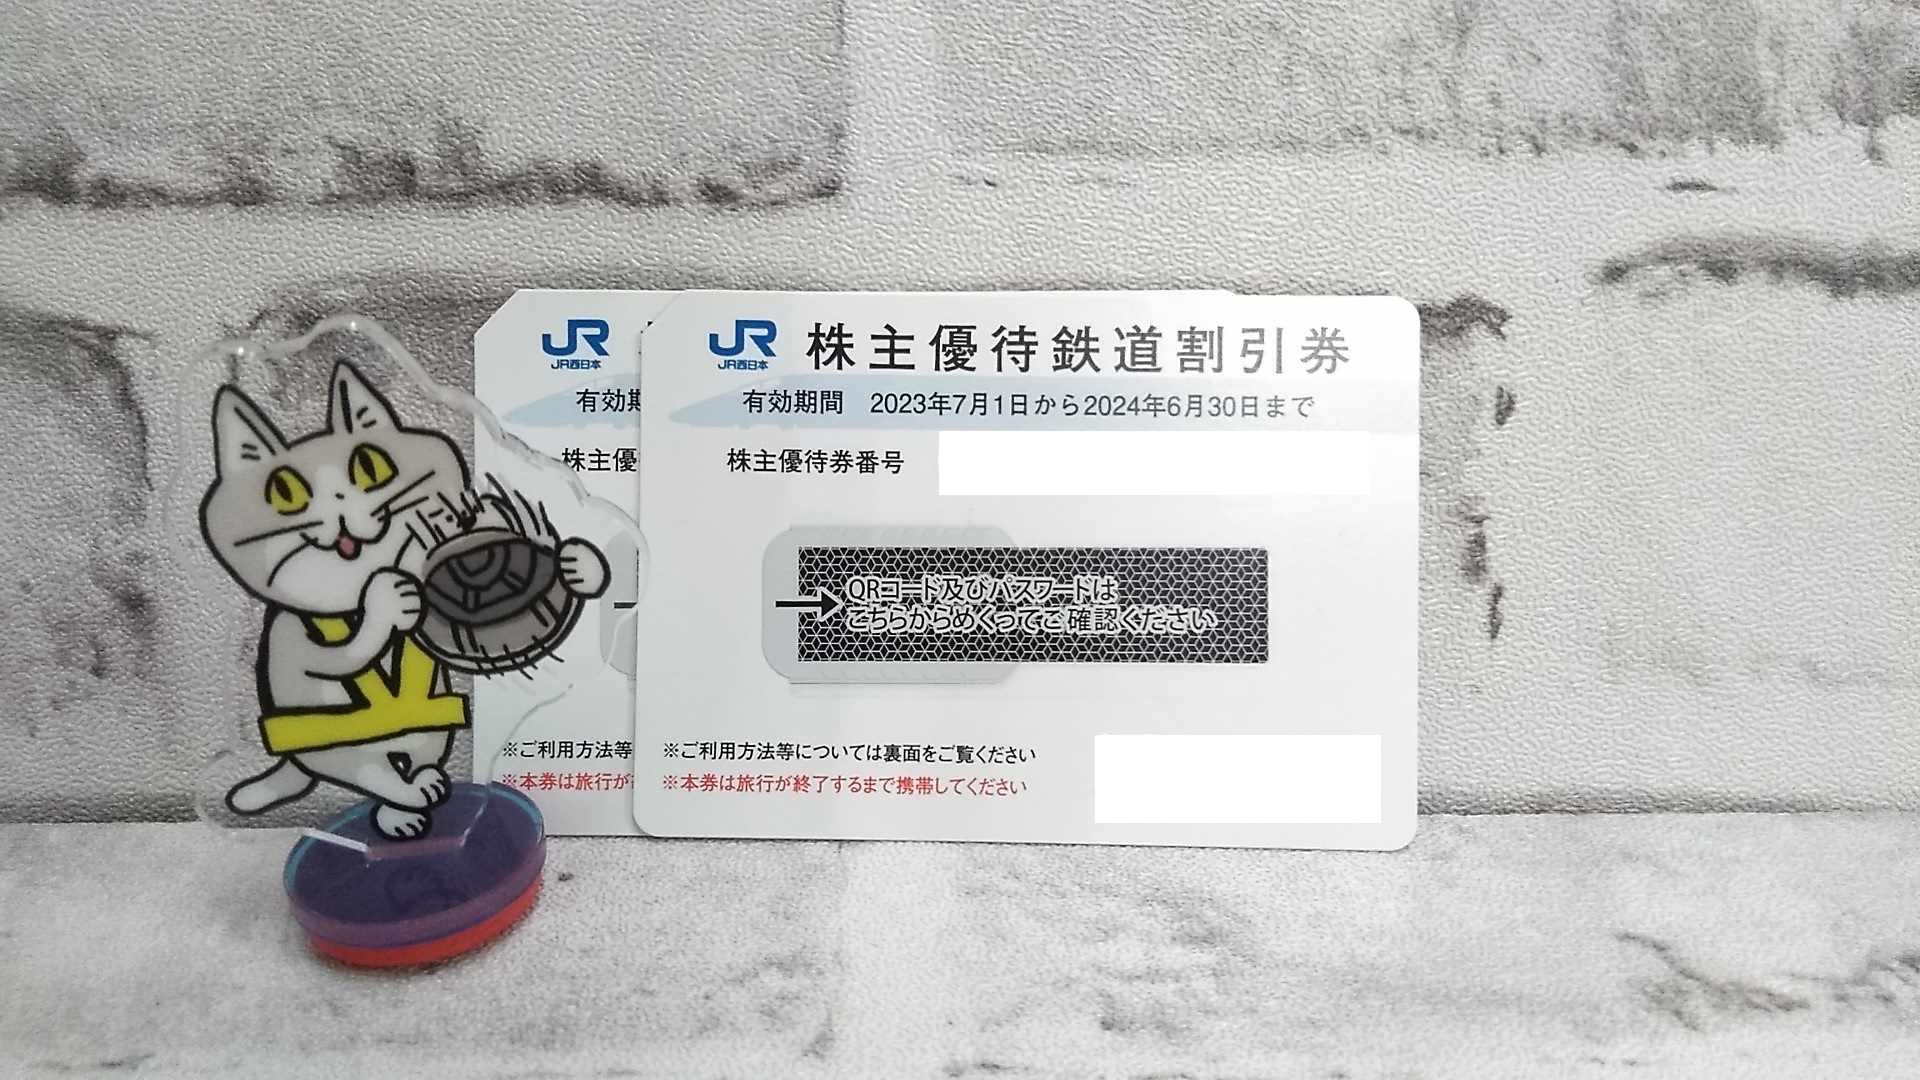 JR
JR西日本
有効期
株主優
※ご利用方法等
※本券は旅行が
JR
JR西日本
株主優待鉄道割引券
有効期間 2023年7月1日から2024年6月30日まで
株主優待券番号
QRコード及びパスワードは
こちらからめくってご確認ください
※ご利用方法等については裏面をご覧ください
※本券は旅行が終了するまで携帯してください